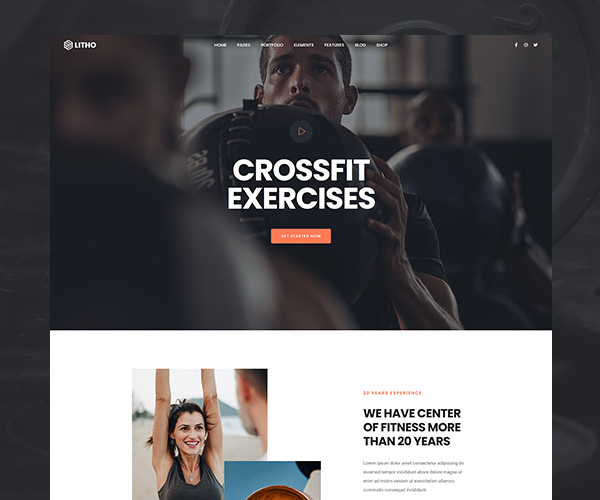 LITHO
HOME PAGES PORTFOLIO ELEMENTS FEATURES BLOG SHOP
CROSSFIT
EXERCISES
GET STARTED NOW
20 YEARS EXPERIENCE
WE HAVE CENTER
OF FITNESS MORE
THAN 20 YEARS
Lorem ipsum dolor amet consectetur adipiscing do
eiusmod tempor incididunt labore dolore magna ut
enim ad minim veniam ut exercitation ullamco
commodo consequat incididunt.